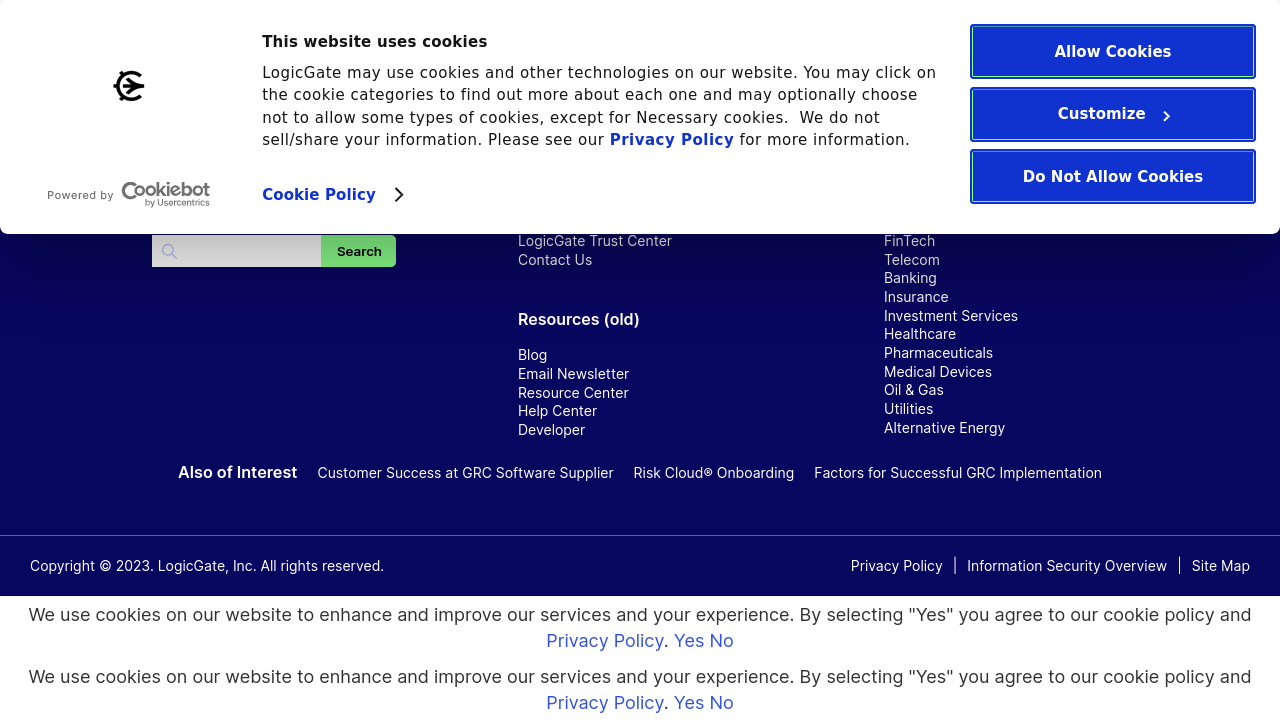 This website uses cookies
LogicGate may use cookies and other technologies on our website. You may click on
the cookie categories to find out more about each one and may optionally choose
not to allow some types of cookies, except for Necessary cookies.  We do not
sell/share your information. Please see our Privacy Policy for more information.
Cookie Policy
Powered by Cookiebot
by Usercentrics
Allow Cookies
Customize
Do Not Allow Cookies
Search
LogicGate Trust Center
Contact Us
Resources (old)
Blog
Email Newsletter
Resource Center
Help Center
Developer
FinTech
Telecom
Banking
Insurance
Investment Services
Healthcare
Pharmaceuticals
Medical Devices
Oil & Gas
Utilities
Alternative Energy
Also of Interest Customer Success at GRC Software Supplier Risk Cloud® Onboarding Factors for Successful GRC Implementation
Copyright © 2023. LogicGate, Inc. All rights reserved.
Privacy Policy | Information Security Overview | Site Map
We use cookies on our website to enhance and improve our services and your experience. By selecting "Yes" you agree to our cookie policy and
Privacy Policy. Yes No
We use cookies on our website to enhance and improve our services and your experience. By selecting "Yes" you agree to our cookie policy and
Privacy Policy. Yes No